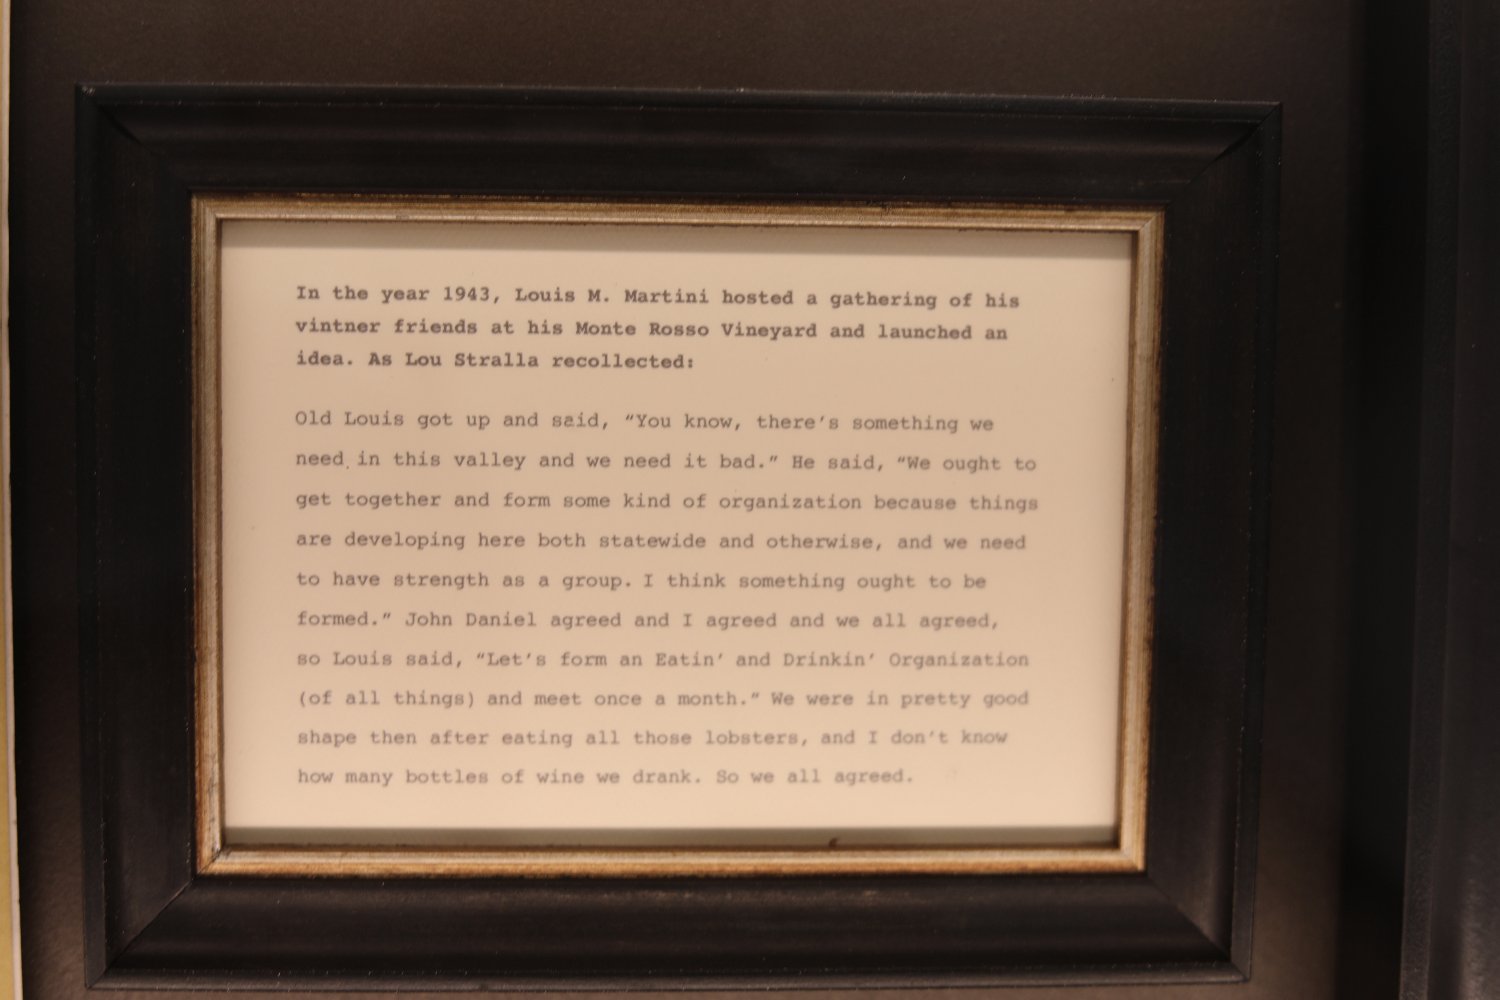 In the year 1943, Louis M. Martini hosted a gathering of his
vintner friends at his Monte Rosso Vineyard and launched an
idea. As Lou Stralla recollected:
Old Louis got up and said, “You know, there’s something we
need in this valley and we need it bad.” He said, “We ought to
get together and form some kind of organization because things
are developing here both statewide and otherwise, and we need
to have strength as a group. I think something ought to be
formed.” John Daniel agreed and I agreed and we all agreed,
so Louis said, “Let’s form an Eatin’ and Drinkin’ Organization
(of all things) and meet once a month.” We were in pretty good
shape then after eating all those lobsters, and I don’t know
how many bottles of wine we drank. So we all agreed.